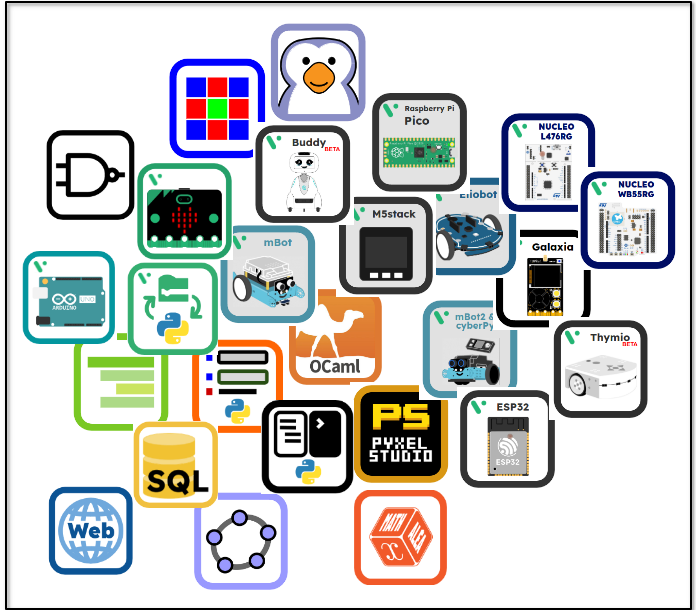 Raspberry Pi
Pico
NUCLEO
L476RG
Buddy
BETA
NUCLEO
WB55RG
Eliobot
M5stack
mBot
Galaxia
ARDUINO
mBot2 &
cyberPy
Thymio
BETA
OCaml
PS
PYXEL
STUDIO
ESP32
ESP32
SQL
Web
MATH
ALEA